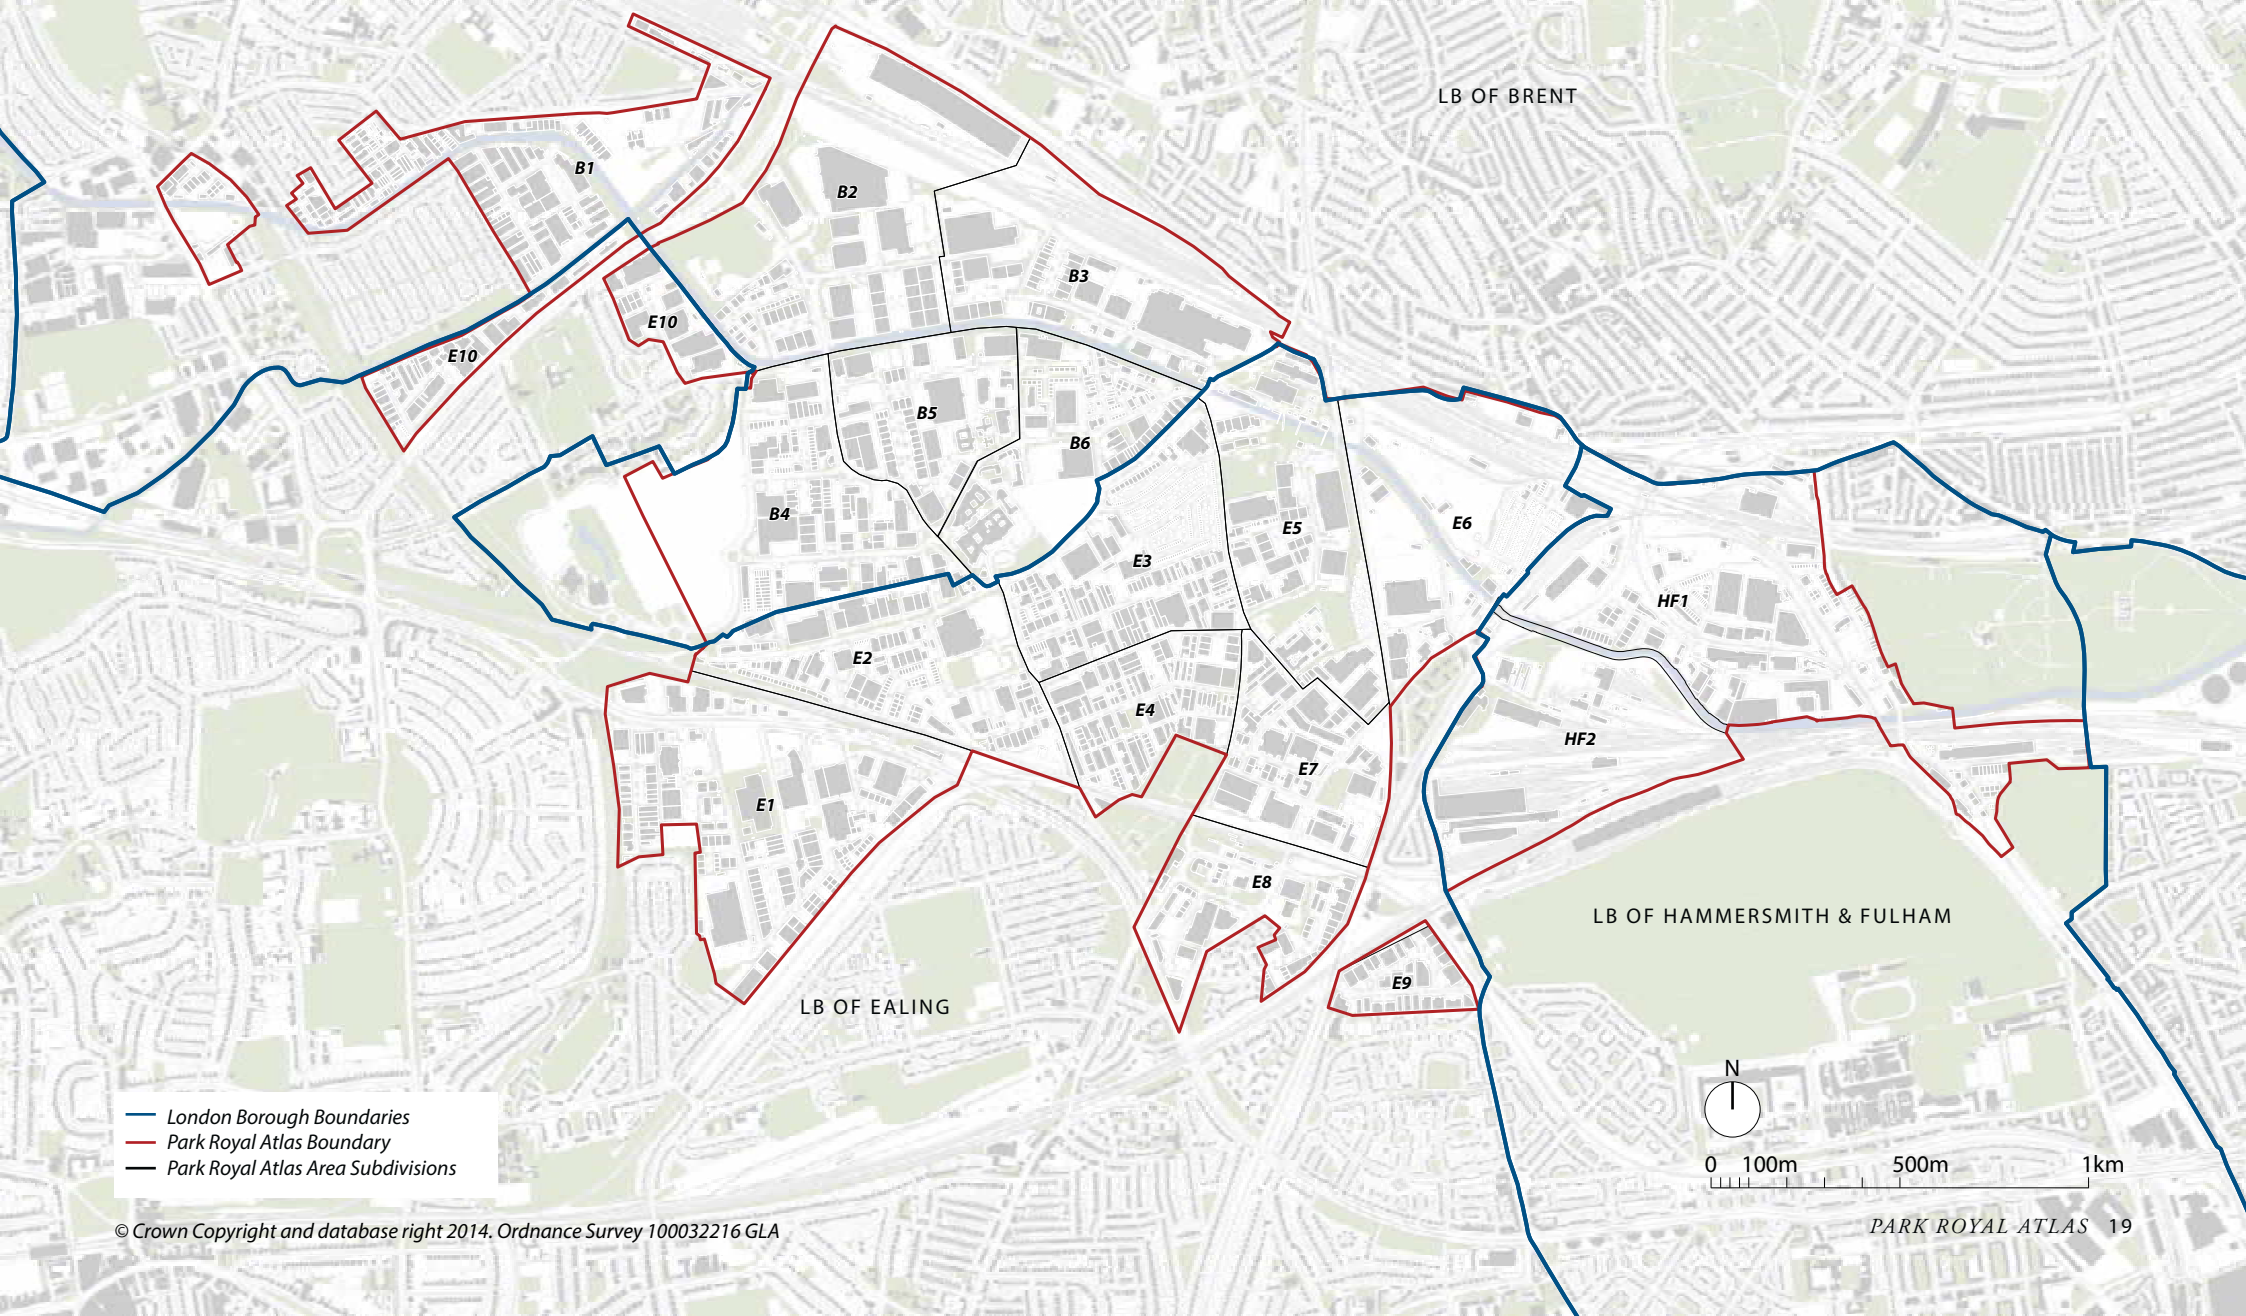 LB OF BRENT
B1
B2
B3
E10
E10
B5
B6
B4
E5
E6
E3
HF1
E2
E4
HF2
E7
E1
E8
LB OF HAMMERSMITH & FULHAM
E9
LB OF EALING
N
London Borough Boundaries
Park Royal Atlas Boundary
Park Royal Atlas Area Subdivisions
0 100m 500m 1km
© Crown Copyright and database right 2014. Ordnance Survey 100032216 GLA
PARK ROYAL ATLAS 19